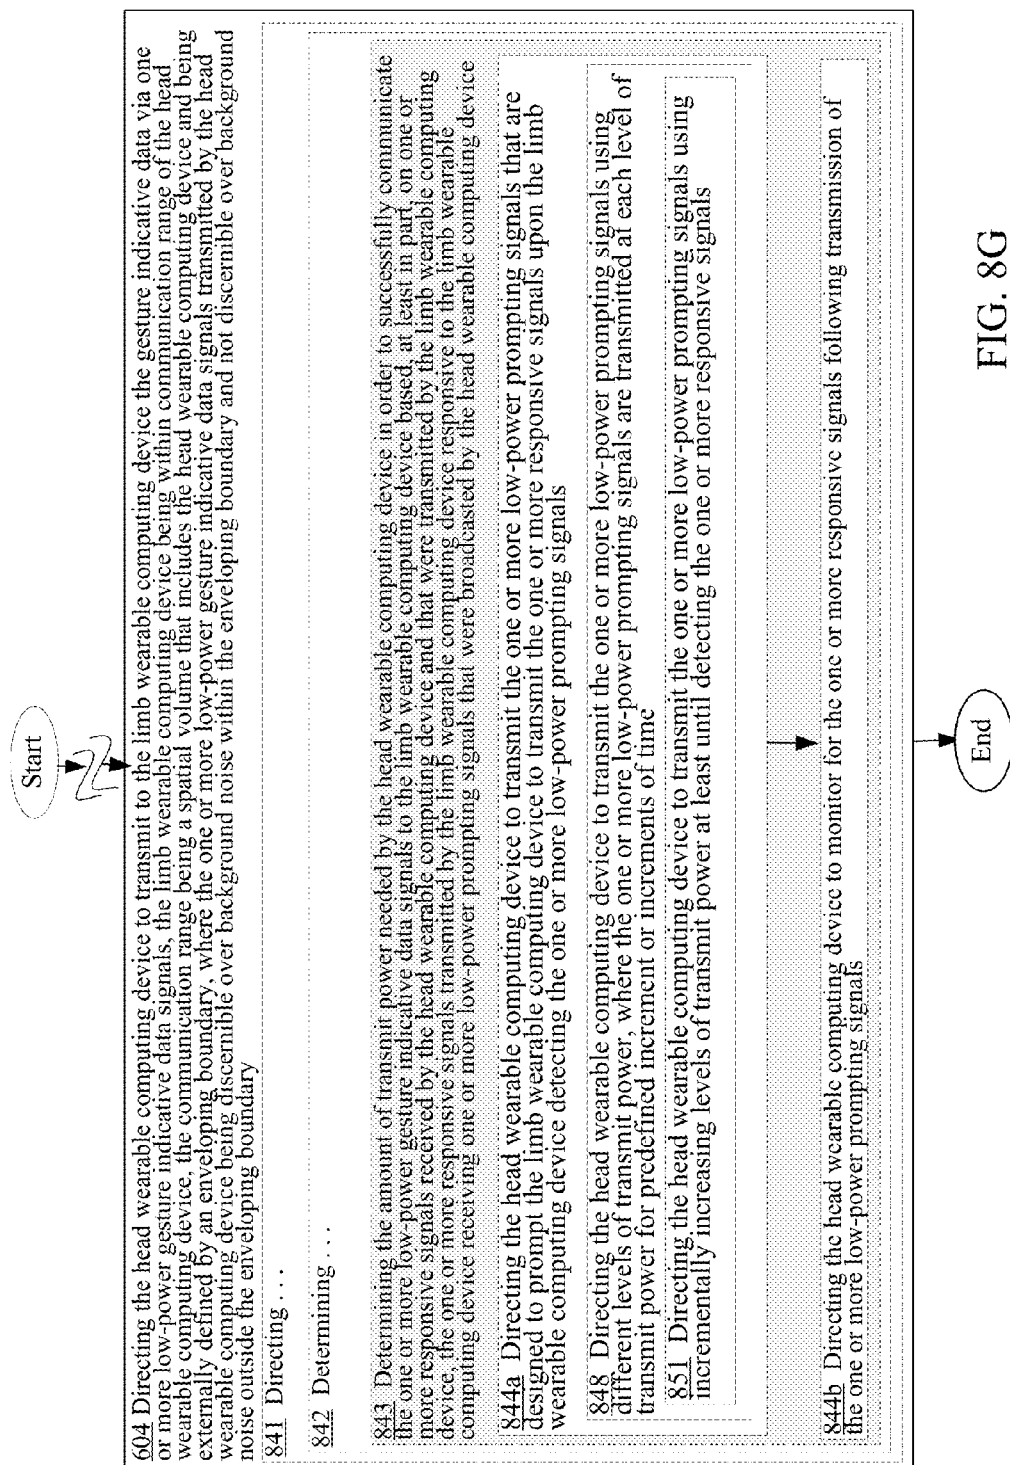 Start
604 Directing the head wearable computing device to transmit to the limb wearable computing device the gesture indicative data via one
or more low-power gesture indicative data signals, the limb wearable computing device being within communication range of the head
wearable computing device, the communication range being a spatial volume that includes the head wearable computing device and being
externally defined by an enveloping boundary, where the one or more low-power gesture indicative data signals transmitted by the head
wearable computing device being discernible over background noise within the enveloping boundary and not discernible over background
noise outside the enveloping boundary
841 Directing . . .
842 Determining . . .
843 Determining the amount of transmit power needed by the head wearable computing device in order to successfully communicate
the one or more low-power gesture indicative data signals to the limb wearable computing device based, at least in part, on one or
more responsive signals received by the head wearable computing device and that were transmitted by the limb wearable computing
device, the one or more responsive signals transmitted by the limb wearable computing device responsive to the limb wearable
computing device receiving one or more low-power prompting signals that were broadcasted by the head wearable computing device
844a Directing the head wearable computing device to transmit the one or more low-power prompting signals that are
designed to prompt the limb wearable computing device to transmit the one or more responsive signals upon the limb
wearable computing device detecting the one or more low-power prompting signals
848 Directing the head wearable computing device to transmit the one or more low-power prompting signals using
different levels of transmit power, where the one or more low-power prompting signals are transmitted at each level of
transmit power for predefined increment or increments of time
851 Directing the head wearable computing device to transmit the one or more low-power prompting signals using
incrementally increasing levels of transmit power at least until detecting the one or more responsive signals
844b Directing the head wearable computing device to monitor for the one or more responsive signals following transmission of
the one or more low-power prompting signals
End
FIG. 8G